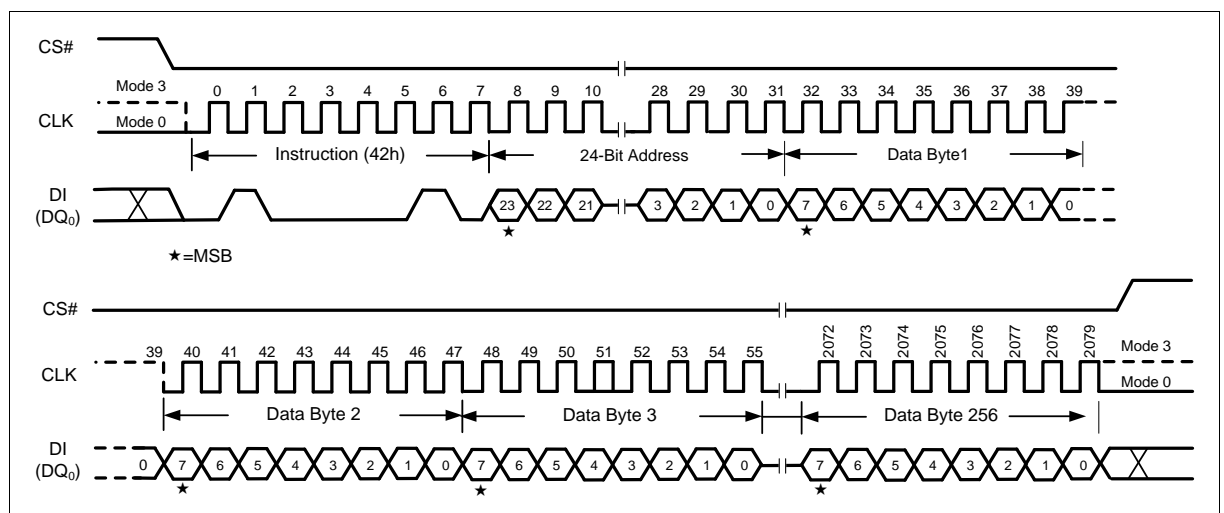 CS#
Mode 3
0 1 2 3 4 5 6 7 8 9 10 28 29 30 31 32 33 34 35 36 37 38 39
CLK
Mode 0
Instruction (42h) 24-Bit Address Data Byte1
DI
(DQ₀)
23 22 21 3 2 1 0 7 6 5 4 3 2 1 0
★ ★
★=MSB
CS#
39 40 41 42 43 44 45 46 47 48 49 50 51 52 53 54 55 2072 2073 2074 2075 2076 2077 2078 2079
Mode 3
CLK
Mode 0
Data Byte 2 Data Byte 3 Data Byte 256
DI
(DQ₀)
0 7 6 5 4 3 2 1 0 7 6 5 4 3 2 1 0 7 6 5 4 3 2 1 0
★ ★ ★